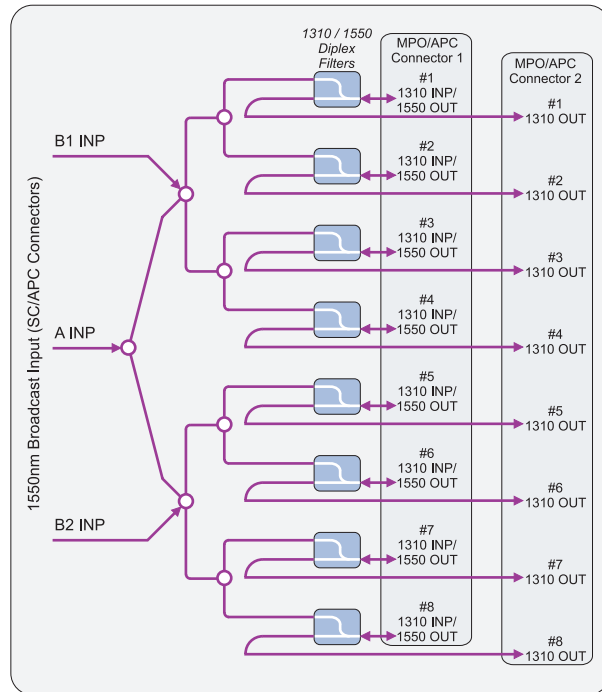 1310 / 1550
Diplex
Filters
MPO/APC
Connector 1
MPO/APC
Connector 2
1550nm Broadcast Input (SC/APC Connectors)
B1 INP
A INP
B2 INP
#1
1310 INP/
1550 OUT
#1
1310 OUT
#2
1310 INP/
1550 OUT
#2
1310 OUT
#3
1310 INP/
1550 OUT
#3
1310 OUT
#4
1310 INP/
1550 OUT
#4
1310 OUT
#5
1310 INP/
1550 OUT
#5
1310 OUT
#6
1310 INP/
1550 OUT
#6
1310 OUT
#7
1310 INP/
1550 OUT
#7
1310 OUT
#8
1310 INP/
1550 OUT
#8
1310 OUT